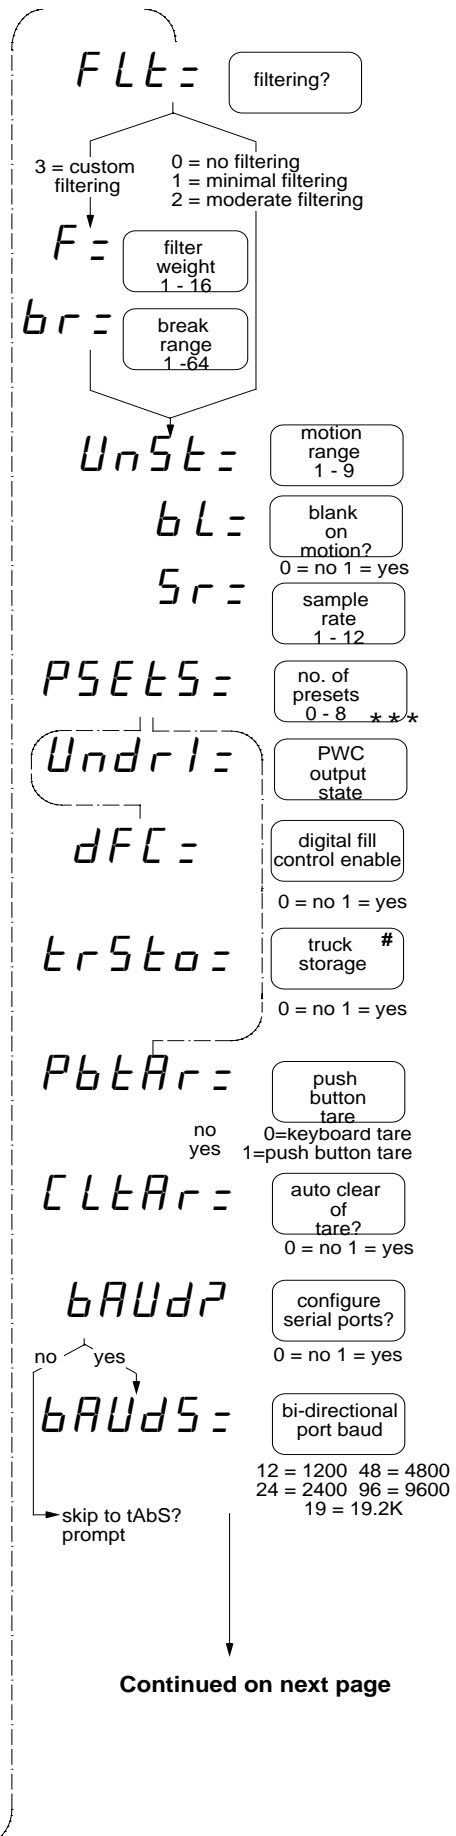 FLt=
filtering?
3 = custom
filtering
0 = no filtering
1 = minimal filtering
2 = moderate filtering
F=
filter
weight
1 - 16
br=
break
range
1 -64
UnSt=
motion
range
1 - 9
bL=
blank
on
motion?
0 = no 1 = yes
Sr=
sample
rate
1 - 12
PSEtS=
no. of
presets
0 - 8 ***
Undr1=
PWC
output
state
dFC=
digital fill
control enable
0 = no 1 = yes
trSto=
truck #
storage
0 = no 1 = yes
PbtAr=
push
button
tare
no
yes
0=keyboard tare
1=push button tare
CLtAr=
auto clear
of
tare?
0 = no 1 = yes
bAUd?
configure
serial ports?
0 = no 1 = yes
no yes
bAUdS=
bi-directional
port baud
12 = 1200 48 = 4800
24 = 2400 96 = 9600
19 = 19.2K
skip to tAbS?
prompt
Continued on next page